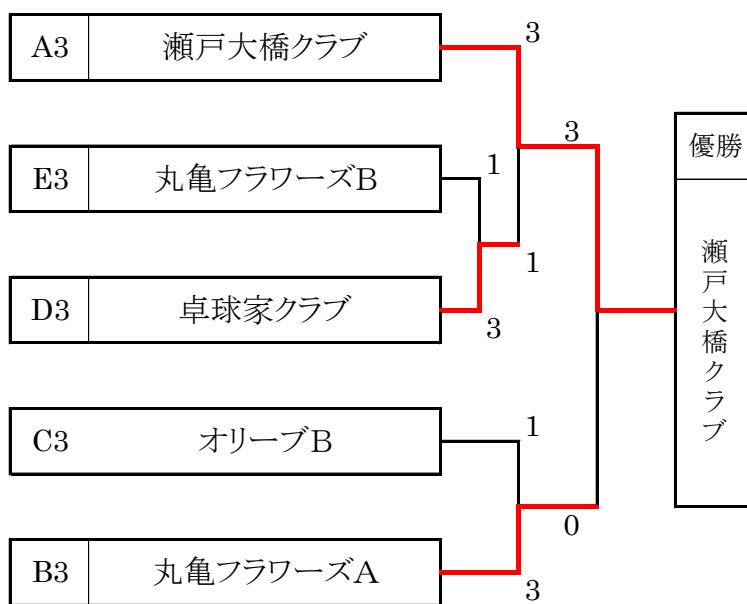 A3 瀬戸大橋クラブ 3
3
優勝
E3 丸亀フラワーズB 1
1
D3 卓球家クラブ 3
瀬戸大橋クラブ
C3 オリーブB 1
0
B3 丸亀フラワーズA 3